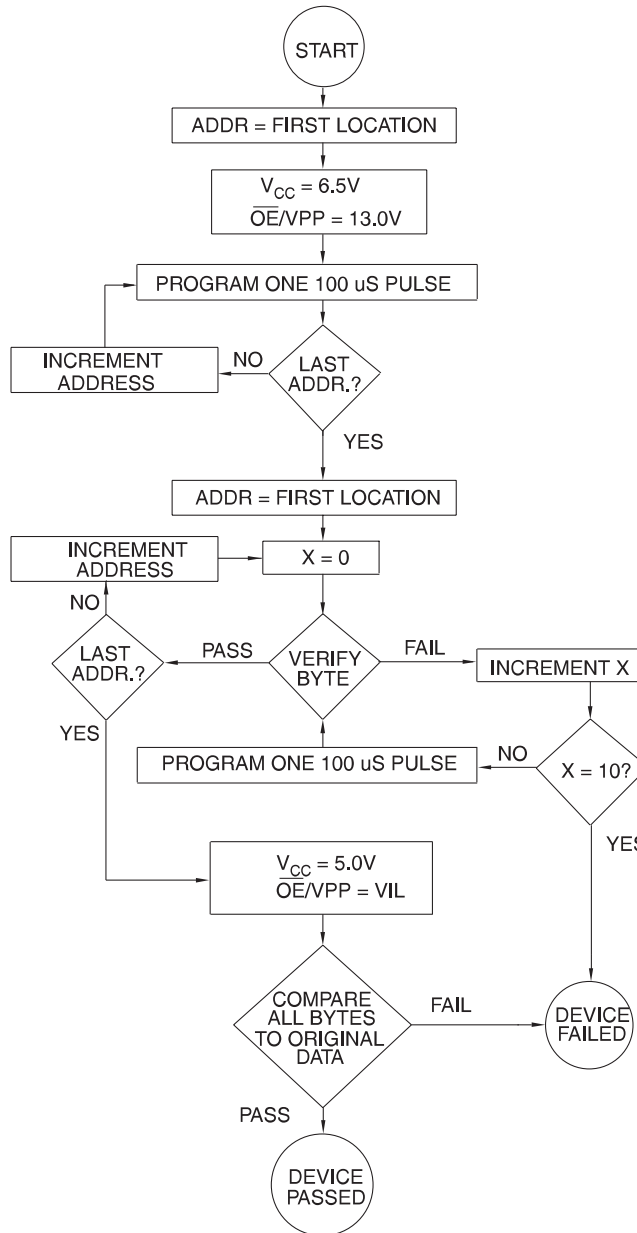 START
ADDR = FIRST LOCATION
VCC = 6.5V
OE/VPP = 13.0V
PROGRAM ONE 100 uS PULSE
INCREMENT
ADDRESS
NO
LAST
ADDR.?
YES
ADDR = FIRST LOCATION
INCREMENT
ADDRESS
X = 0
NO
LAST
ADDR.?
PASS
VERIFY
BYTE
FAIL
INCREMENT X
YES
PROGRAM ONE 100 uS PULSE
NO
X = 10?
YES
VCC = 5.0V
OE/VPP = VIL
COMPARE
ALL BYTES
TO ORIGINAL
DATA
FAIL
DEVICE
FAILED
PASS
DEVICE
PASSED